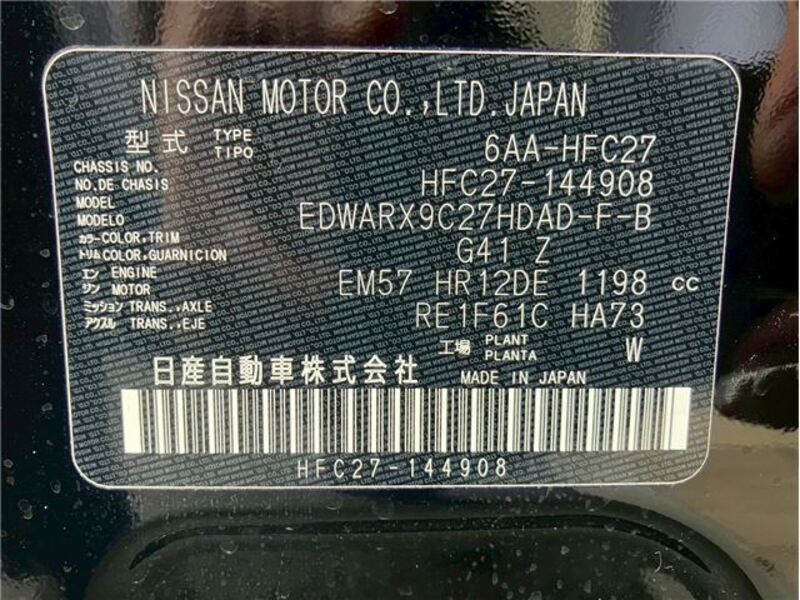 NISSAN MOTOR CO.,LTD.JAPAN
型式 TYPE TIPO 6AA-HFC27
CHASSIS NO.
NO.DE CHASIS HFC27-144908
MODEL
MODELO EDWARX9C27HDAD-F-B
カラー COLOR,TRIM
トリム COLOR,GUARNICION G41 Z
エン ENGINE
ジン MOTOR EM57 HR12DE 1198 CC
ミッション TRANS.,AXLE
アクスル TRANS.,EJE RE1F61C HA73
工場 PLANT PLANTA W
日産自動車株式会社 MADE IN JAPAN
HFC27-144908